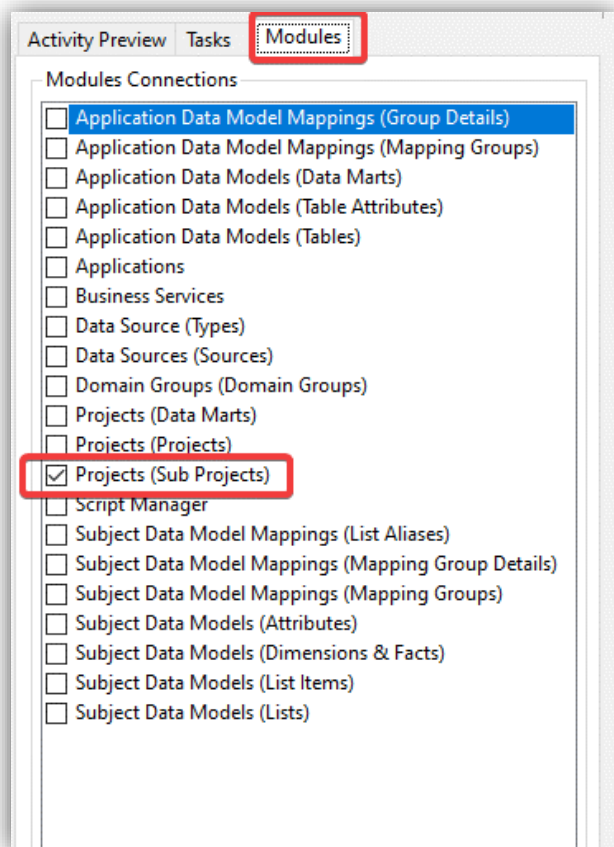 Activity Preview Tasks Modules
Modules Connections
Application Data Model Mappings (Group Details)
Application Data Model Mappings (Mapping Groups)
Application Data Models (Data Marts)
Application Data Models (Table Attributes)
Application Data Models (Tables)
Applications
Business Services
Data Source (Types)
Data Sources (Sources)
Domain Groups (Domain Groups)
Projects (Data Marts)
Projects (Projects)
Projects (Sub Projects)
Script Manager
Subject Data Model Mappings (List Aliases)
Subject Data Model Mappings (Mapping Group Details)
Subject Data Model Mappings (Mapping Groups)
Subject Data Models (Attributes)
Subject Data Models (Dimensions & Facts)
Subject Data Models (List Items)
Subject Data Models (Lists)